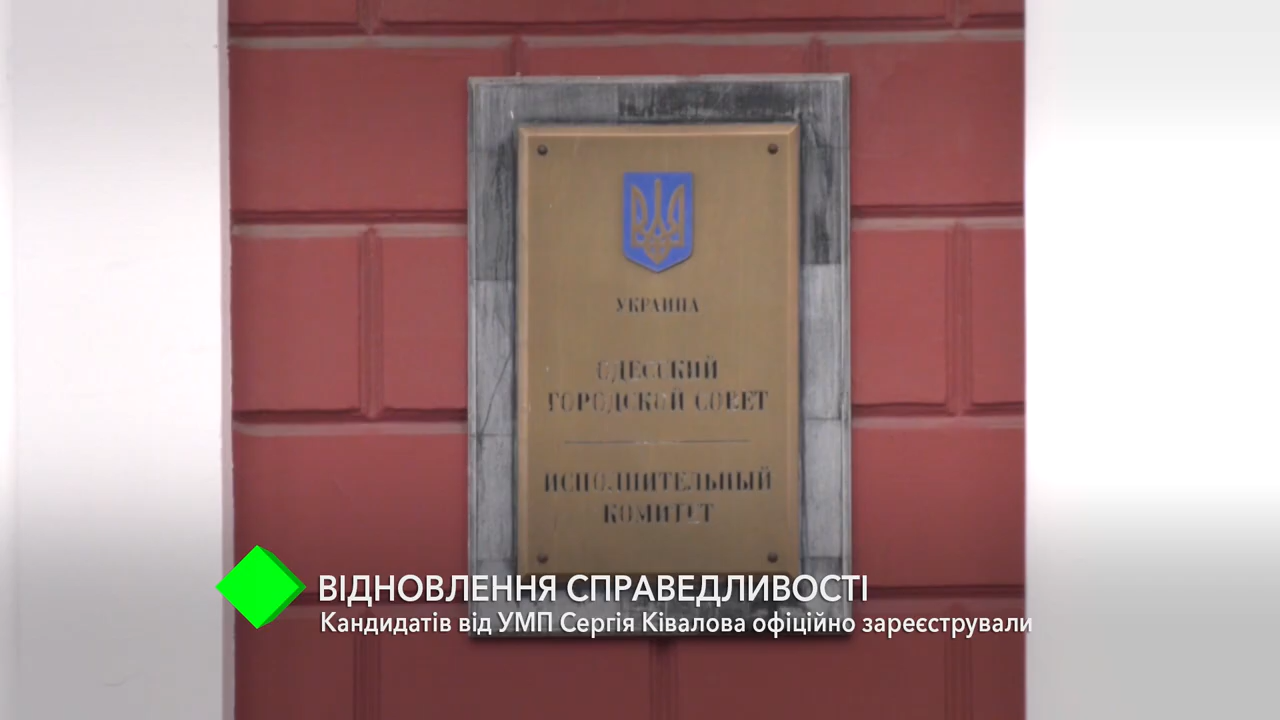 УКРАИНА
ОДЕССКИЙ
ГОРОДСКОЙ СОВЕТ
ИСПОЛНИТЕЛЬНЫЙ
КОМИТЕТ
ВІДНОВЛЕННЯ СПРАВЕДЛИВОСТІ
Кандидатів від УМП Сергія Ківалова офіційно зареєстрували